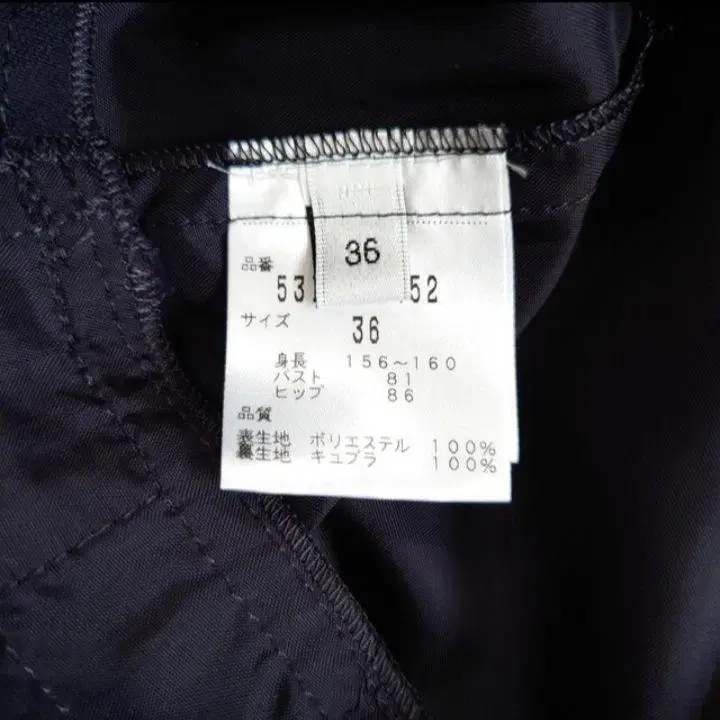 36
品番
53 52
サイズ
36
身長 156～160
バスト 81
ヒップ 86
品質
表生地 ポリエステル 100%
裏生地 キュプラ 100%